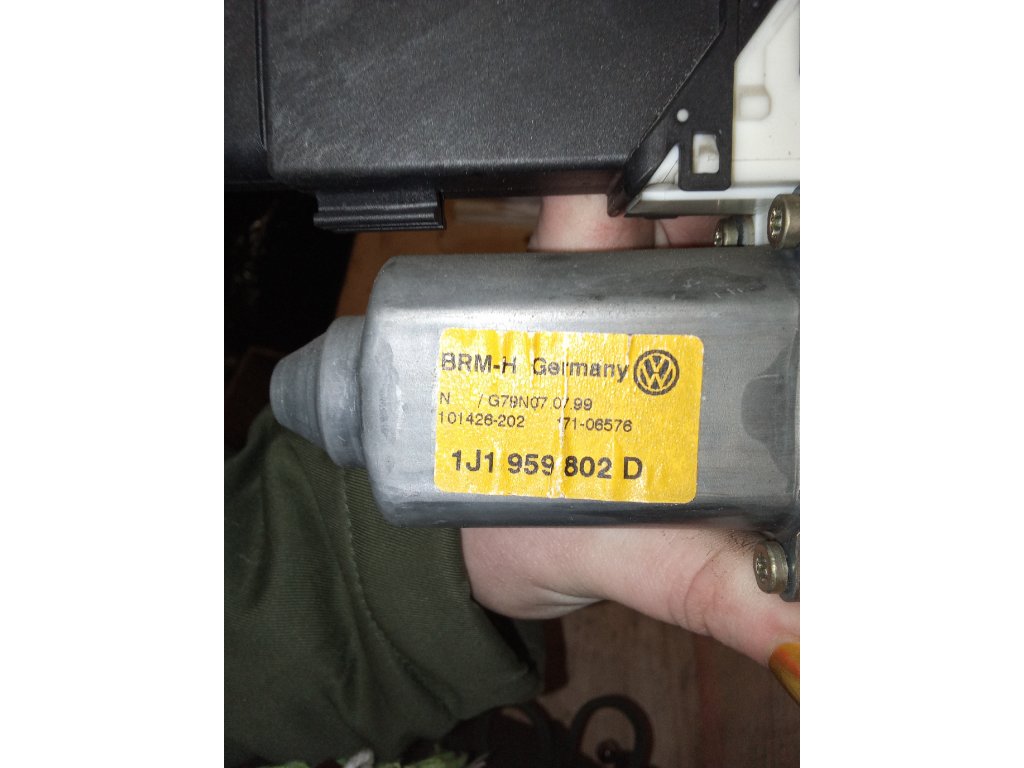 BRM-H Germany
N / G79N07.07.99
101426-202 171-06576
1J1 959 802 D